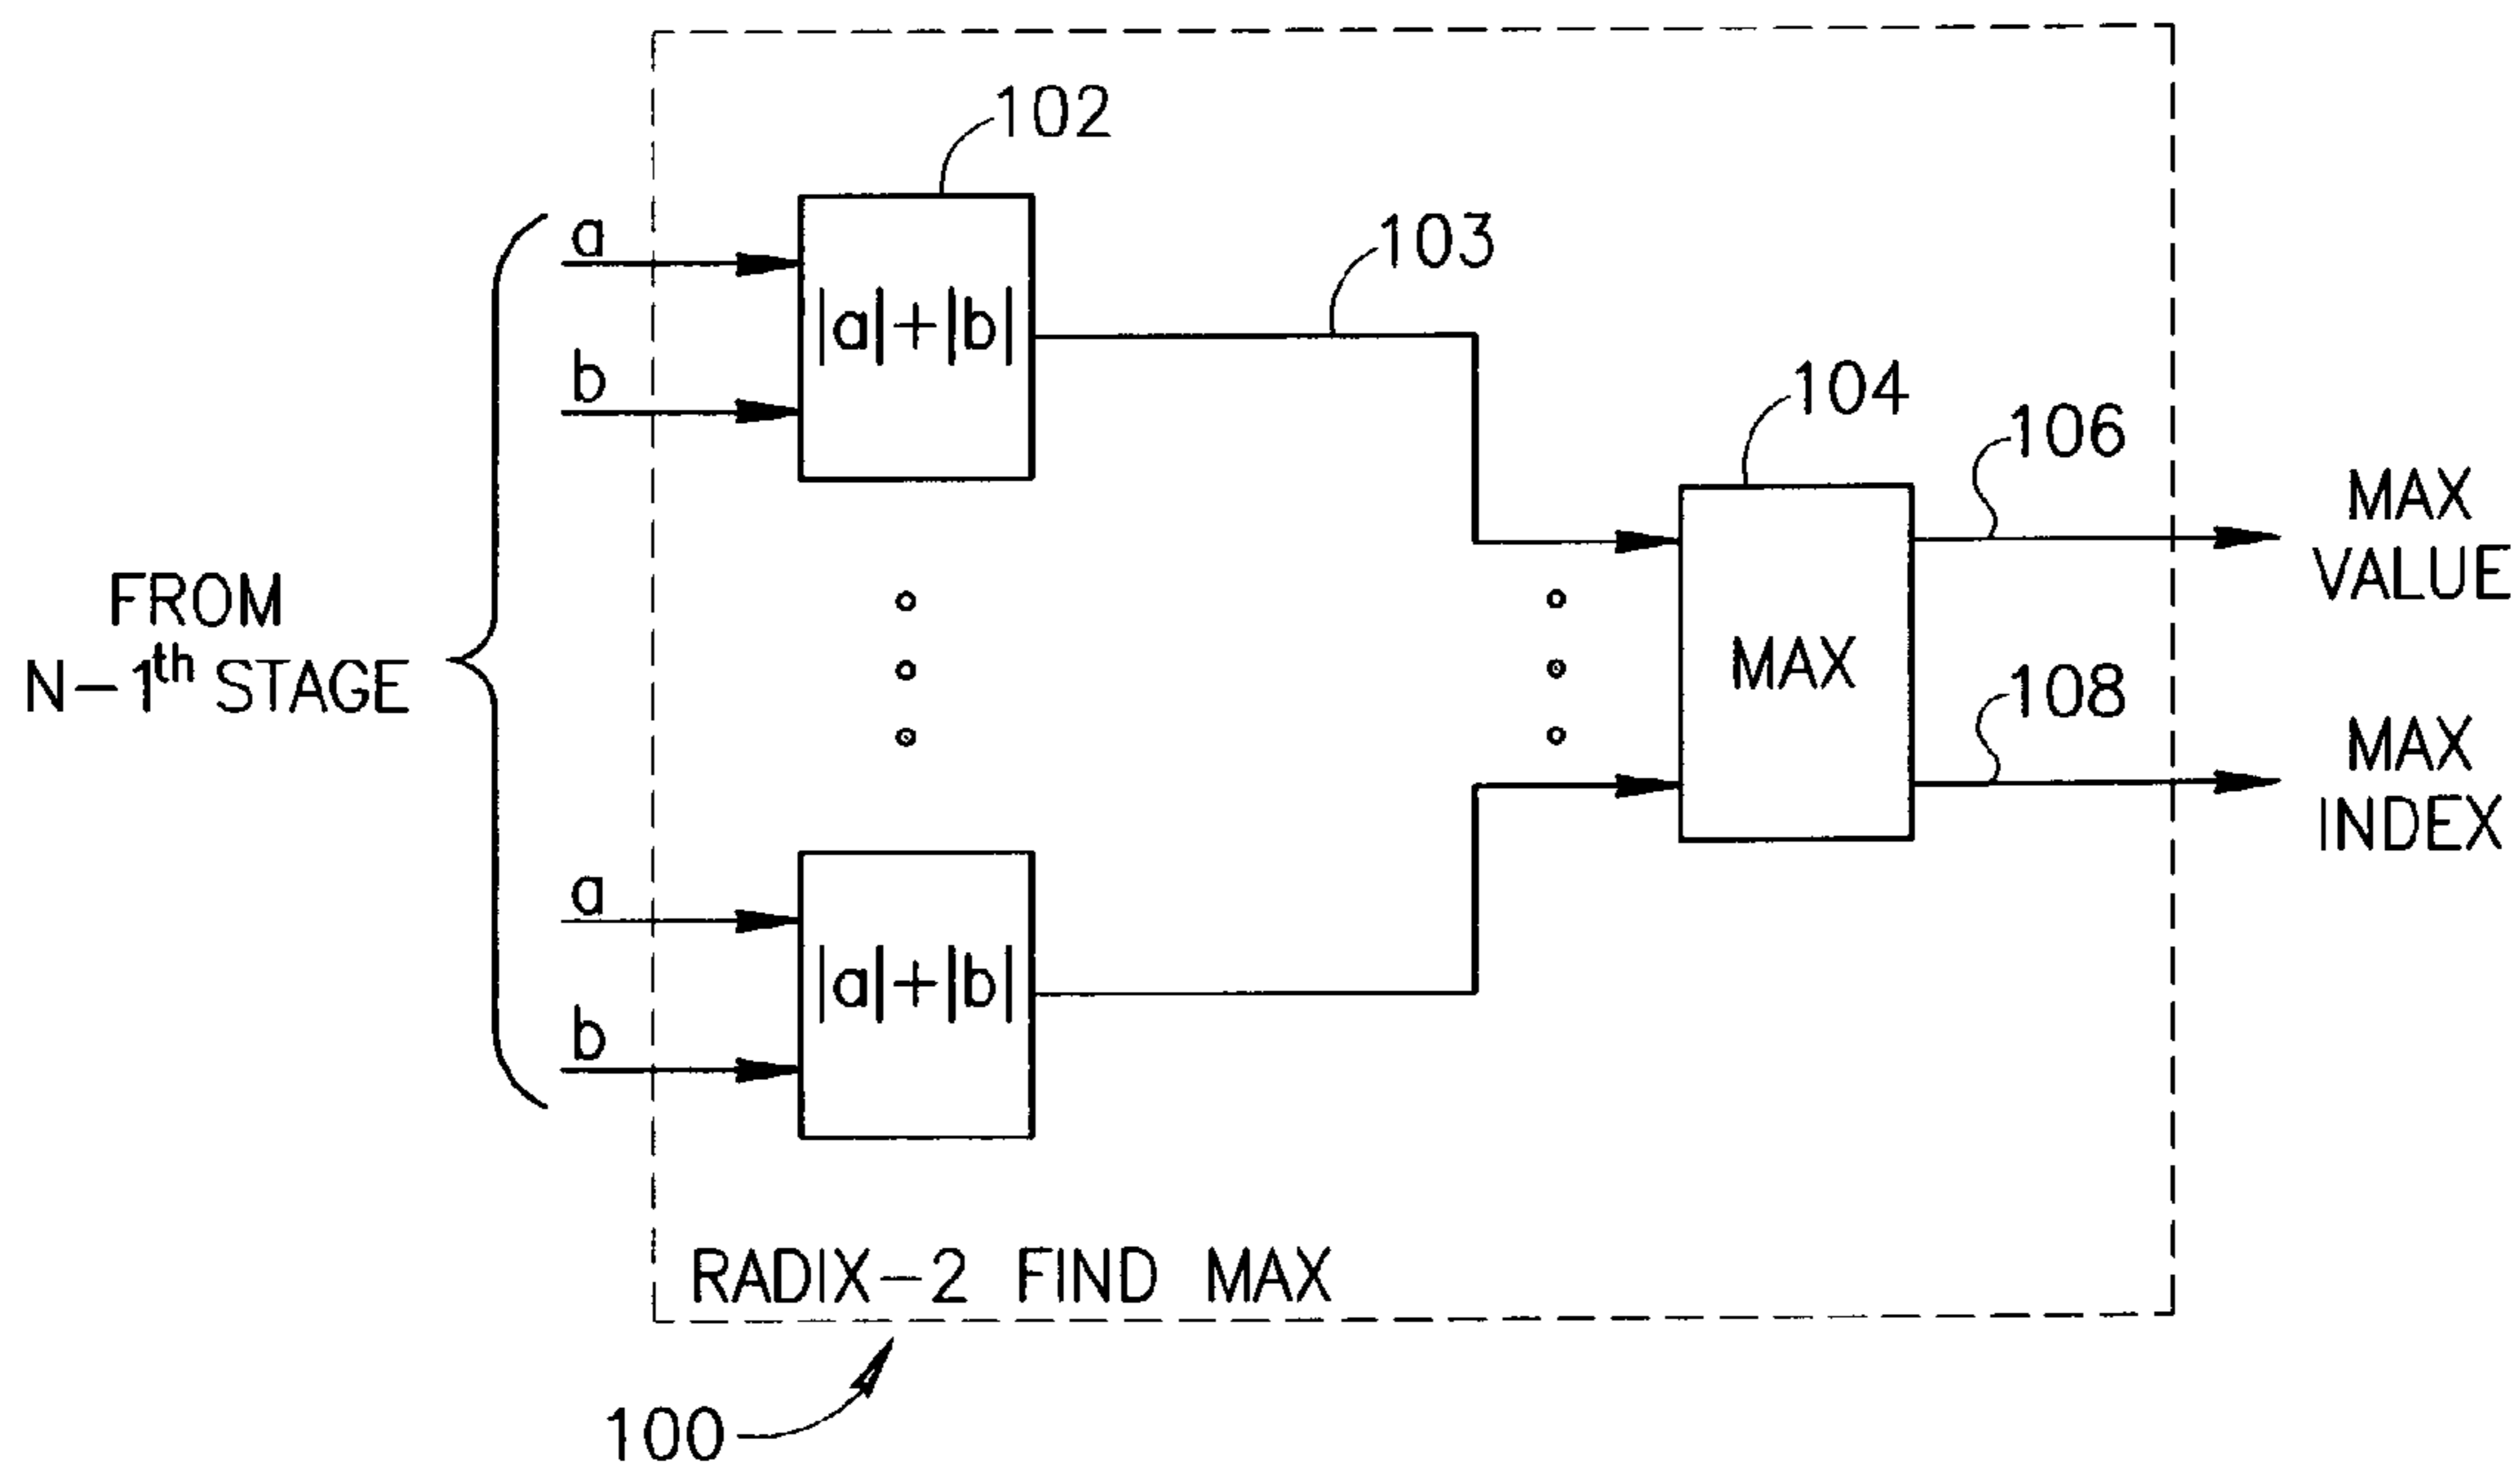 102
a
103
|a|+|b|
b
104
106
MAX
VALUE
FROM
N-1th STAGE
MAX
108
MAX
INDEX
a
|a|+|b|
b
RADIX-2 FIND MAX
100